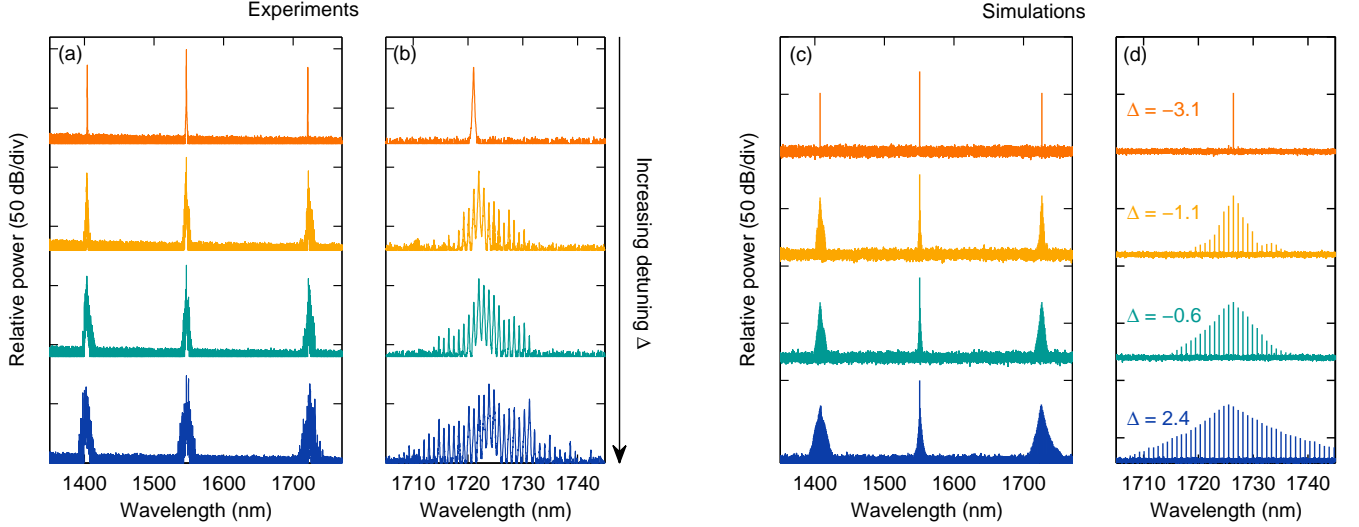 Experiments
Simulations
(a)
(b)
(c)
(d)
Relative power (50 dB/div)
Increasing detuning Δ
Relative power (50 dB/div)
Δ = −3.1
Δ = −1.1
Δ = −0.6
Δ = 2.4
1400 1500 1600 1700
1710 1720 1730 1740
1400 1500 1600 1700
1710 1720 1730 1740
Wavelength (nm)
Wavelength (nm)
Wavelength (nm)
Wavelength (nm)